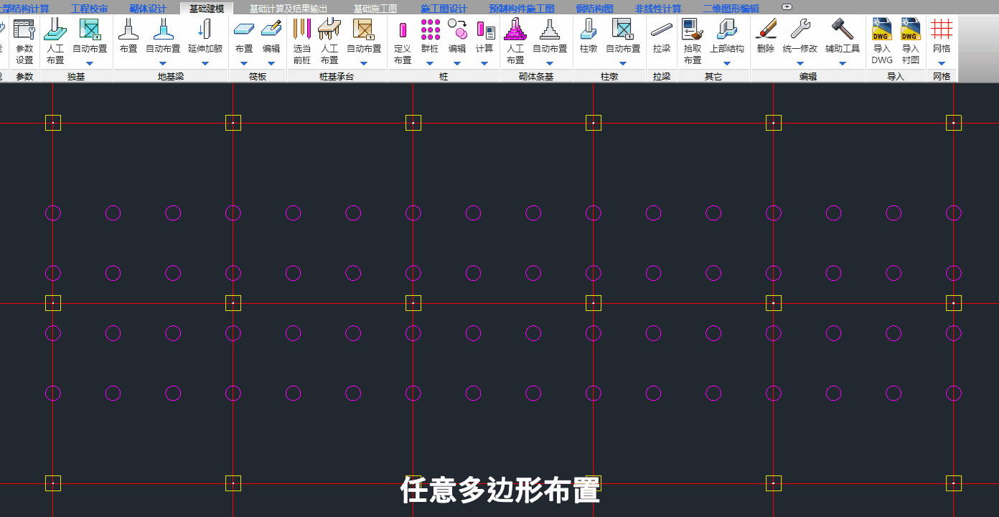 上部结构计算 工程校审 砌体设计 基础建模 基础计算及结果输出 基础施工图 施工图设计 预制构件施工图 钢结构图 非线性计算 二维图形编辑
参数 人工 自动布置 布置 自动布置 延伸加腋 布置 编辑 选当 人工 自动布置 定义 群桩 编辑 计算 人工 自动布置 柱墩 自动布置 拉梁 拾取 上部结构 删除 统一修改 辅助工具 导入 导入 网格
设置 布置 前桩 布置 布置 布置 布置 DWG 衬图
参数 独基 地基梁 筏板 桩基承台 桩 砌体条基 柱墩 拉梁 其它 编辑 导入 网格
任意多边形布置